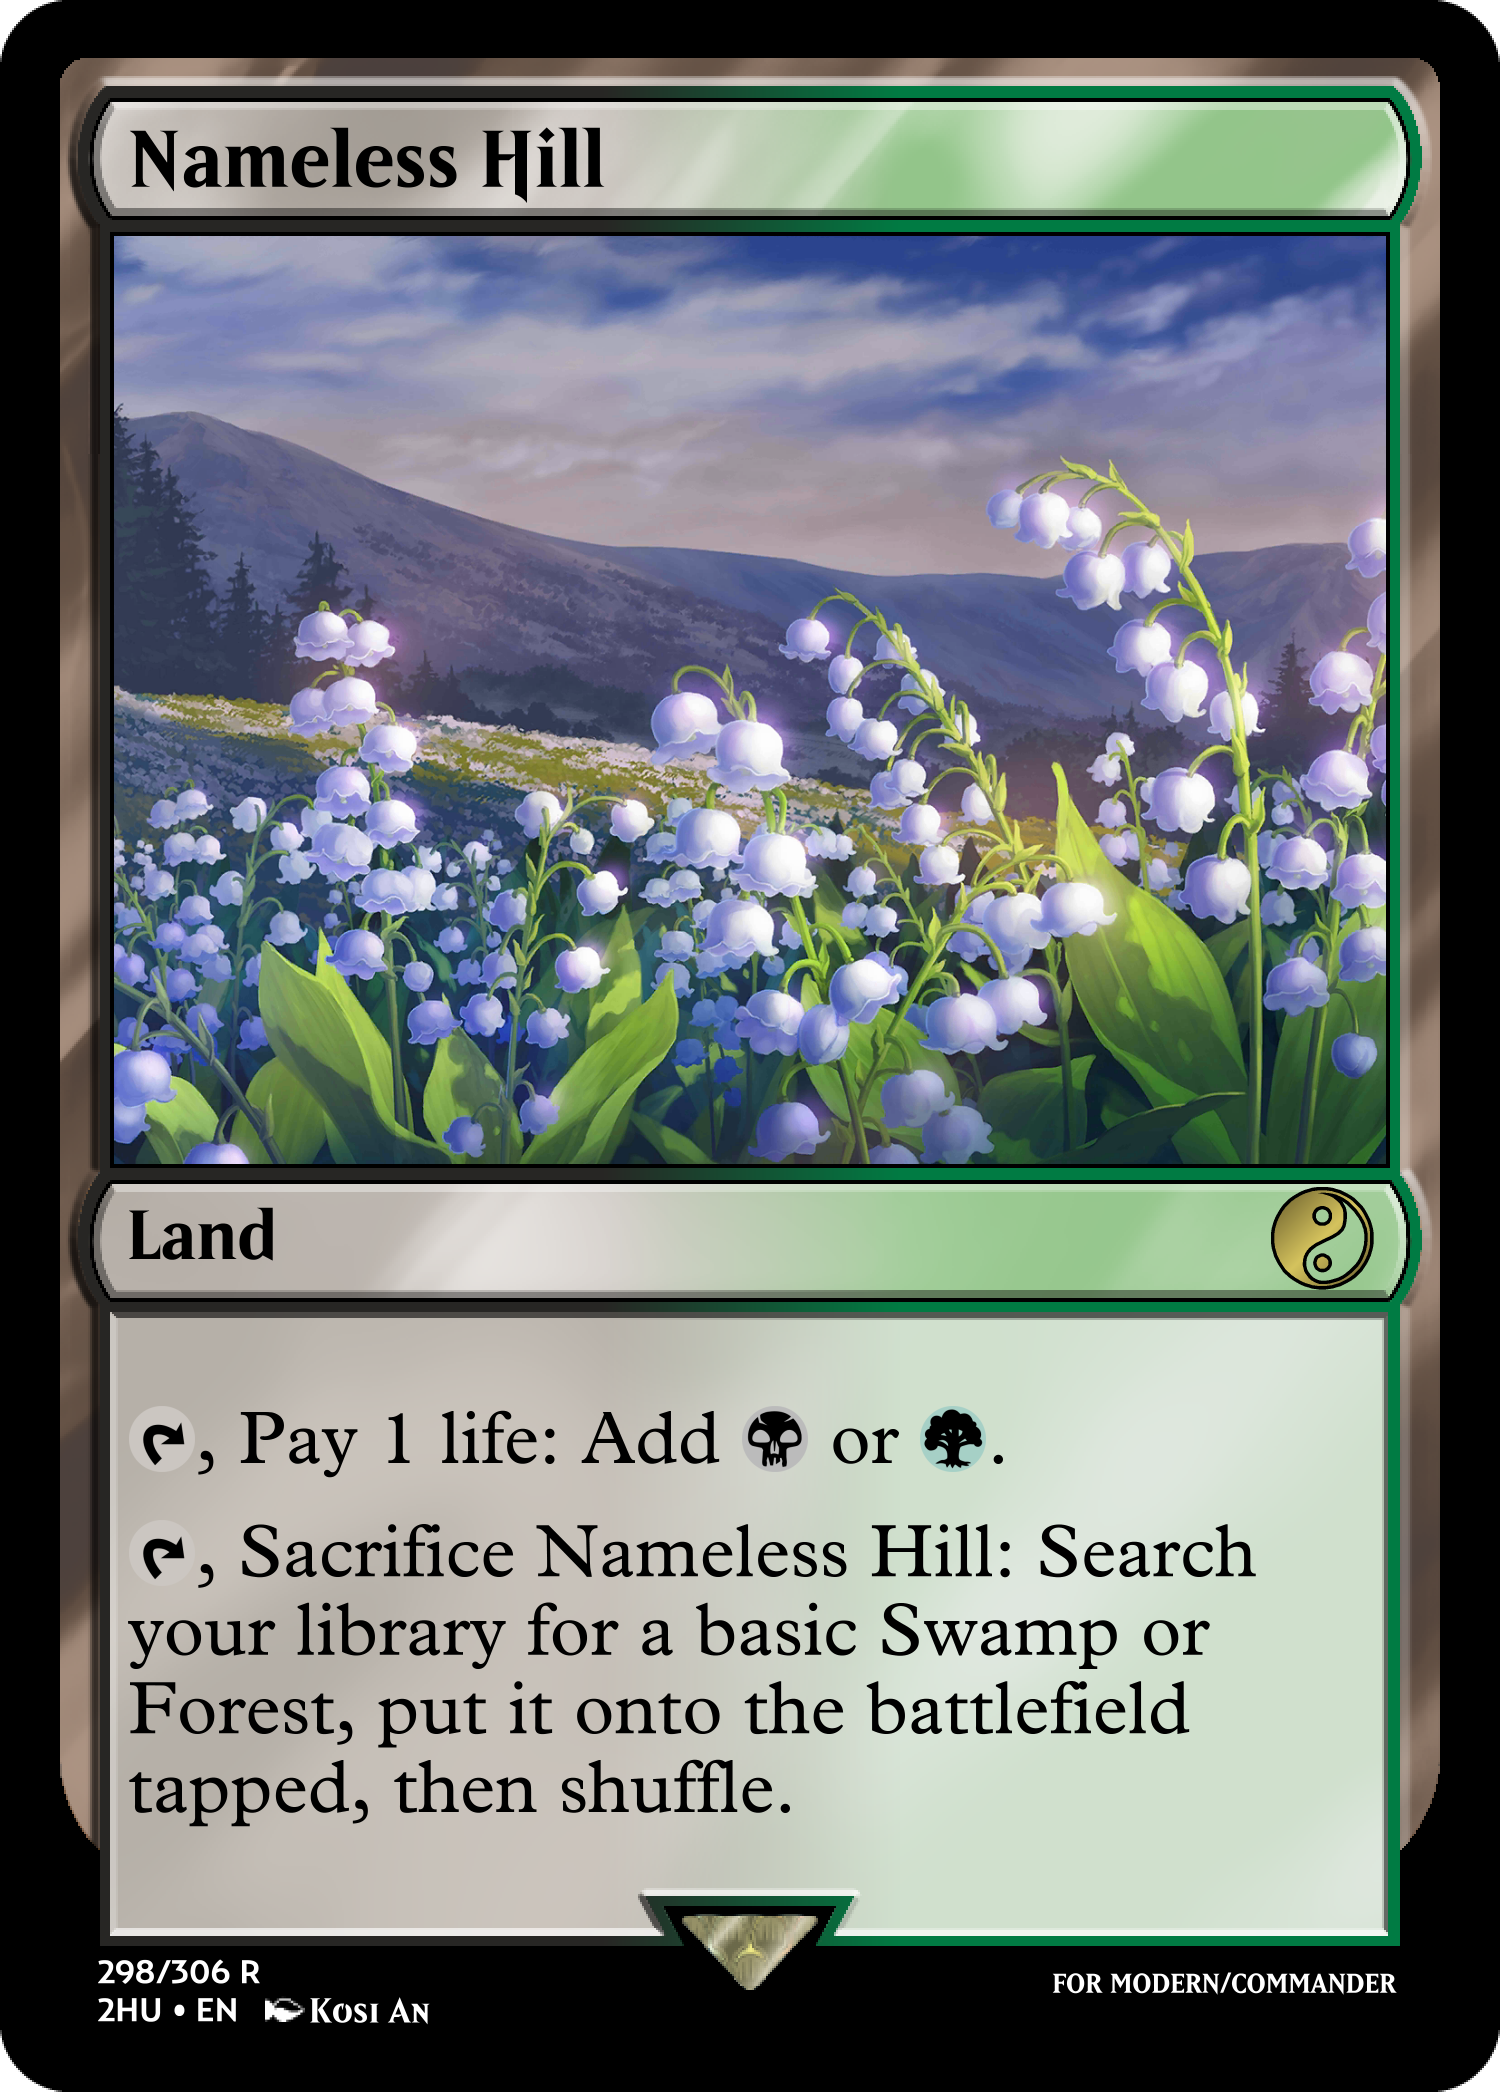 Nameless Hill
Land
, Pay 1 life: Add or .
, Sacrifice Nameless Hill: Search
your library for a basic Swamp or
Forest, put it onto the battlefield
tapped, then shuffle.
298/306 R
2HU • EN Kosi An
FOR MODERN/COMMANDER